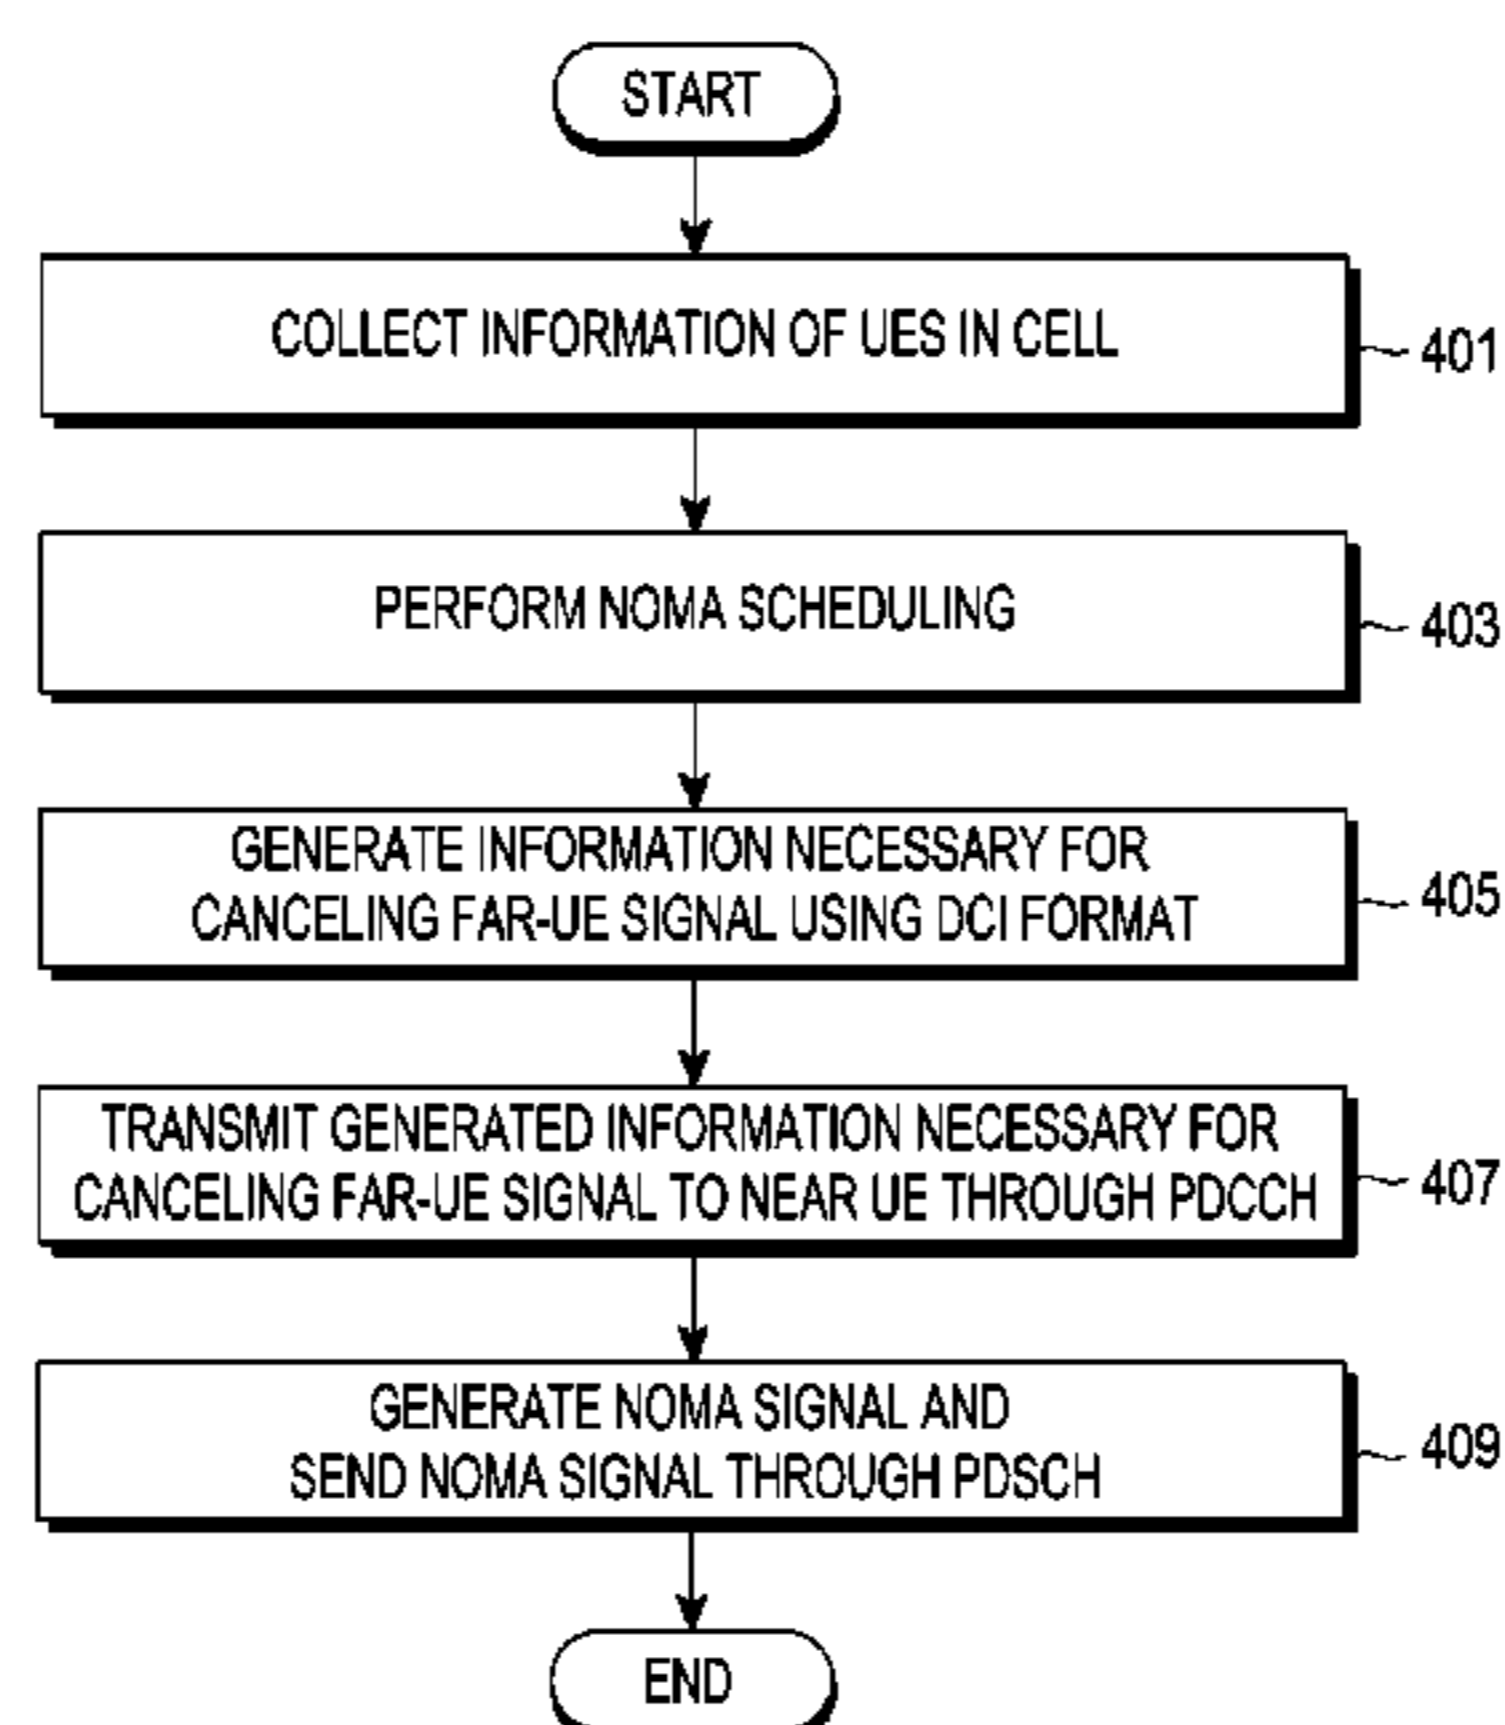 START
COLLECT INFORMATION OF UES IN CELL
401
PERFORM NOMA SCHEDULING
403
GENERATE INFORMATION NECESSARY FOR
CANCELING FAR-UE SIGNAL USING DCI FORMAT
405
TRANSMIT GENERATED INFORMATION NECESSARY FOR
CANCELING FAR-UE SIGNAL TO NEAR UE THROUGH PDCCH
407
GENERATE NOMA SIGNAL AND
SEND NOMA SIGNAL THROUGH PDSCH
409
END